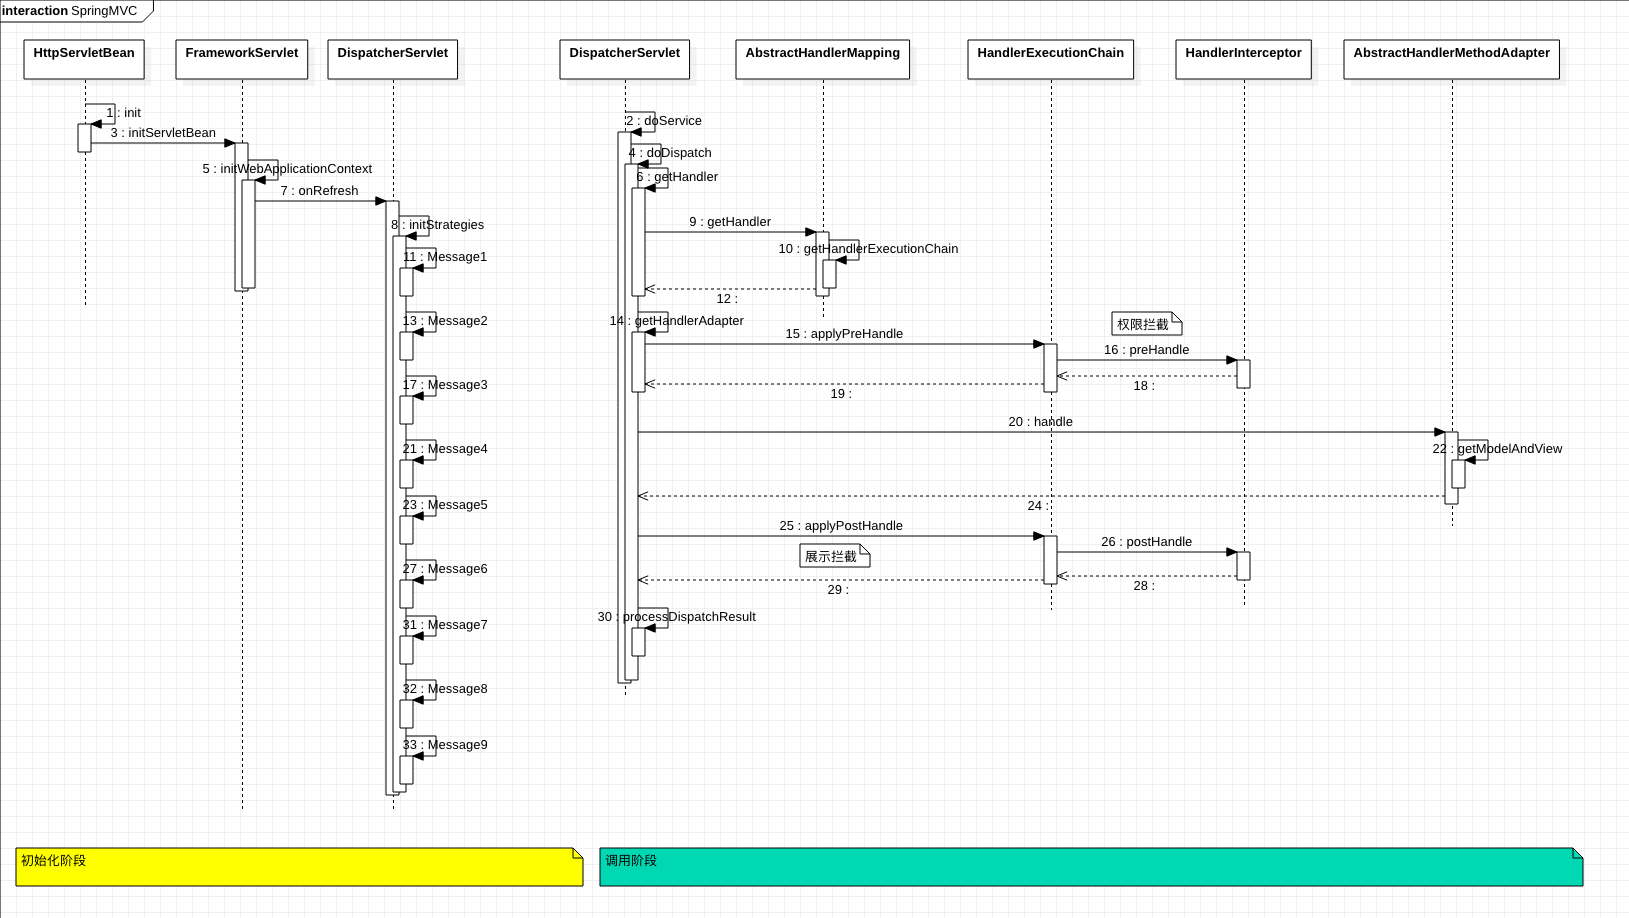 interaction SpringMVC
HttpServletBean
FrameworkServlet
DispatcherServlet
DispatcherServlet
AbstractHandlerMapping
HandlerExecutionChain
HandlerInterceptor
AbstractHandlerMethodAdapter
1 : init
2 : doService
3 : initServletBean
4 : doDispatch
5 : initWebApplicationContext
6 : getHandler
7 : onRefresh
8 : initStrategies
9 : getHandler
10 : getHandlerExecutionChain
11 : Message1
12 :
13 : Message2
14 : getHandlerAdapter
权限拦截
15 : applyPreHandle
16 : preHandle
17 : Message3
18 :
19 :
20 : handle
21 : Message4
22 : getModelAndView
23 : Message5
24 :
25 : applyPostHandle
26 : postHandle
展示拦截
27 : Message6
28 :
29 :
30 : processDispatchResult
31 : Message7
32 : Message8
33 : Message9
初始化阶段
调用阶段